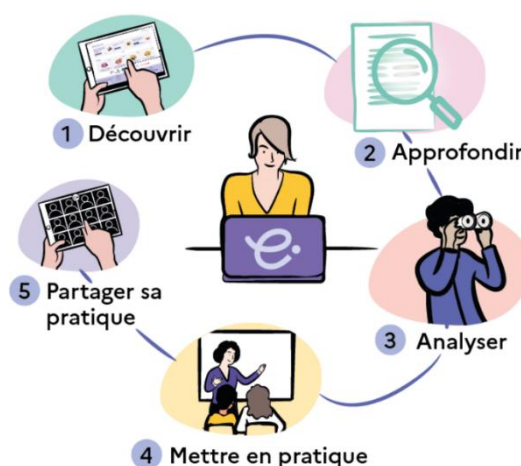 1 Découvrir
2 Approfondir
3 Analyser
4 Mettre en pratique
5 Partager sa
pratique
e.